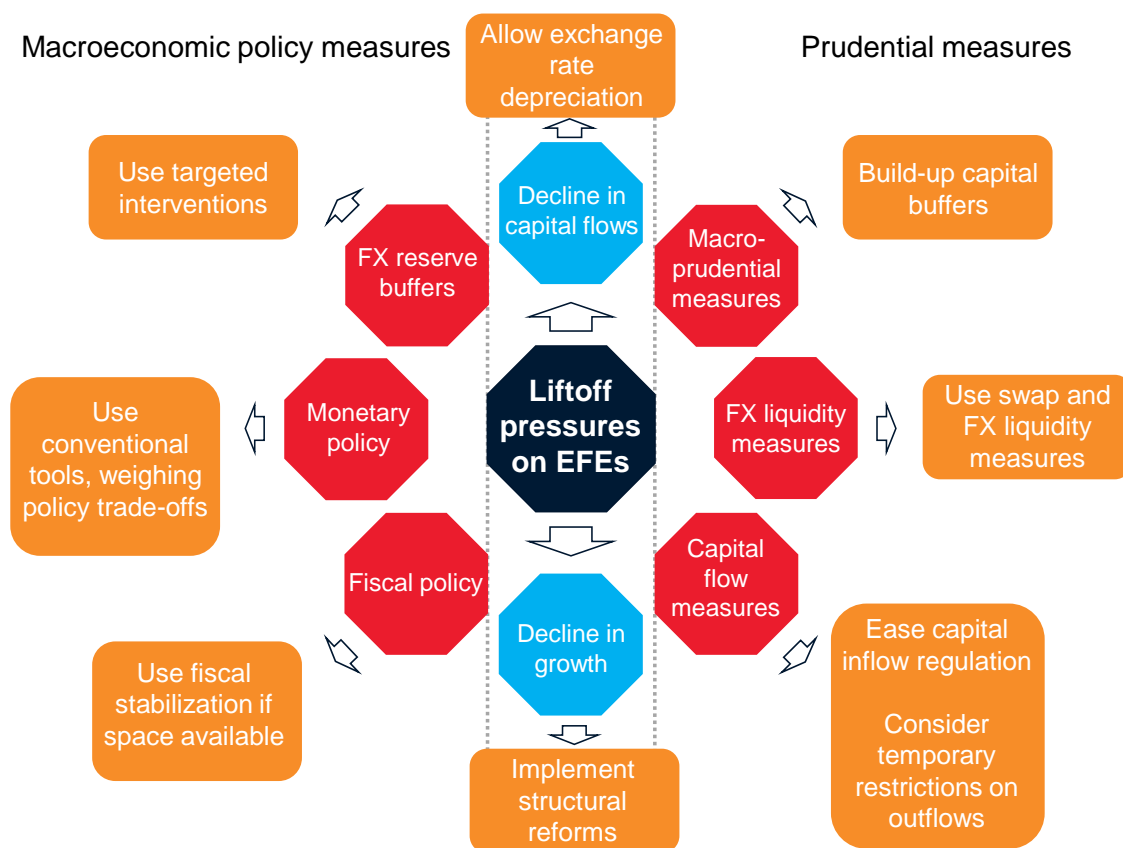 Macroeconomic policy measures
Prudential measures
Allow exchange
rate
depreciation
Use targeted
interventions
Build-up capital
buffers
Decline in
capital flows
FX reserve
buffers
Macro-
prudential
measures
Liftoff
pressures
on EFEs
Use
conventional
tools, weighing
policy trade-offs
Monetary
policy
FX liquidity
measures
Use swap and
FX liquidity
measures
Fiscal policy
Capital
flow
measures
Decline in
growth
Use fiscal
stabilization if
space available
Ease capital
inflow regulation
Consider
temporary
restrictions on
outflows
Implement
structural
reforms